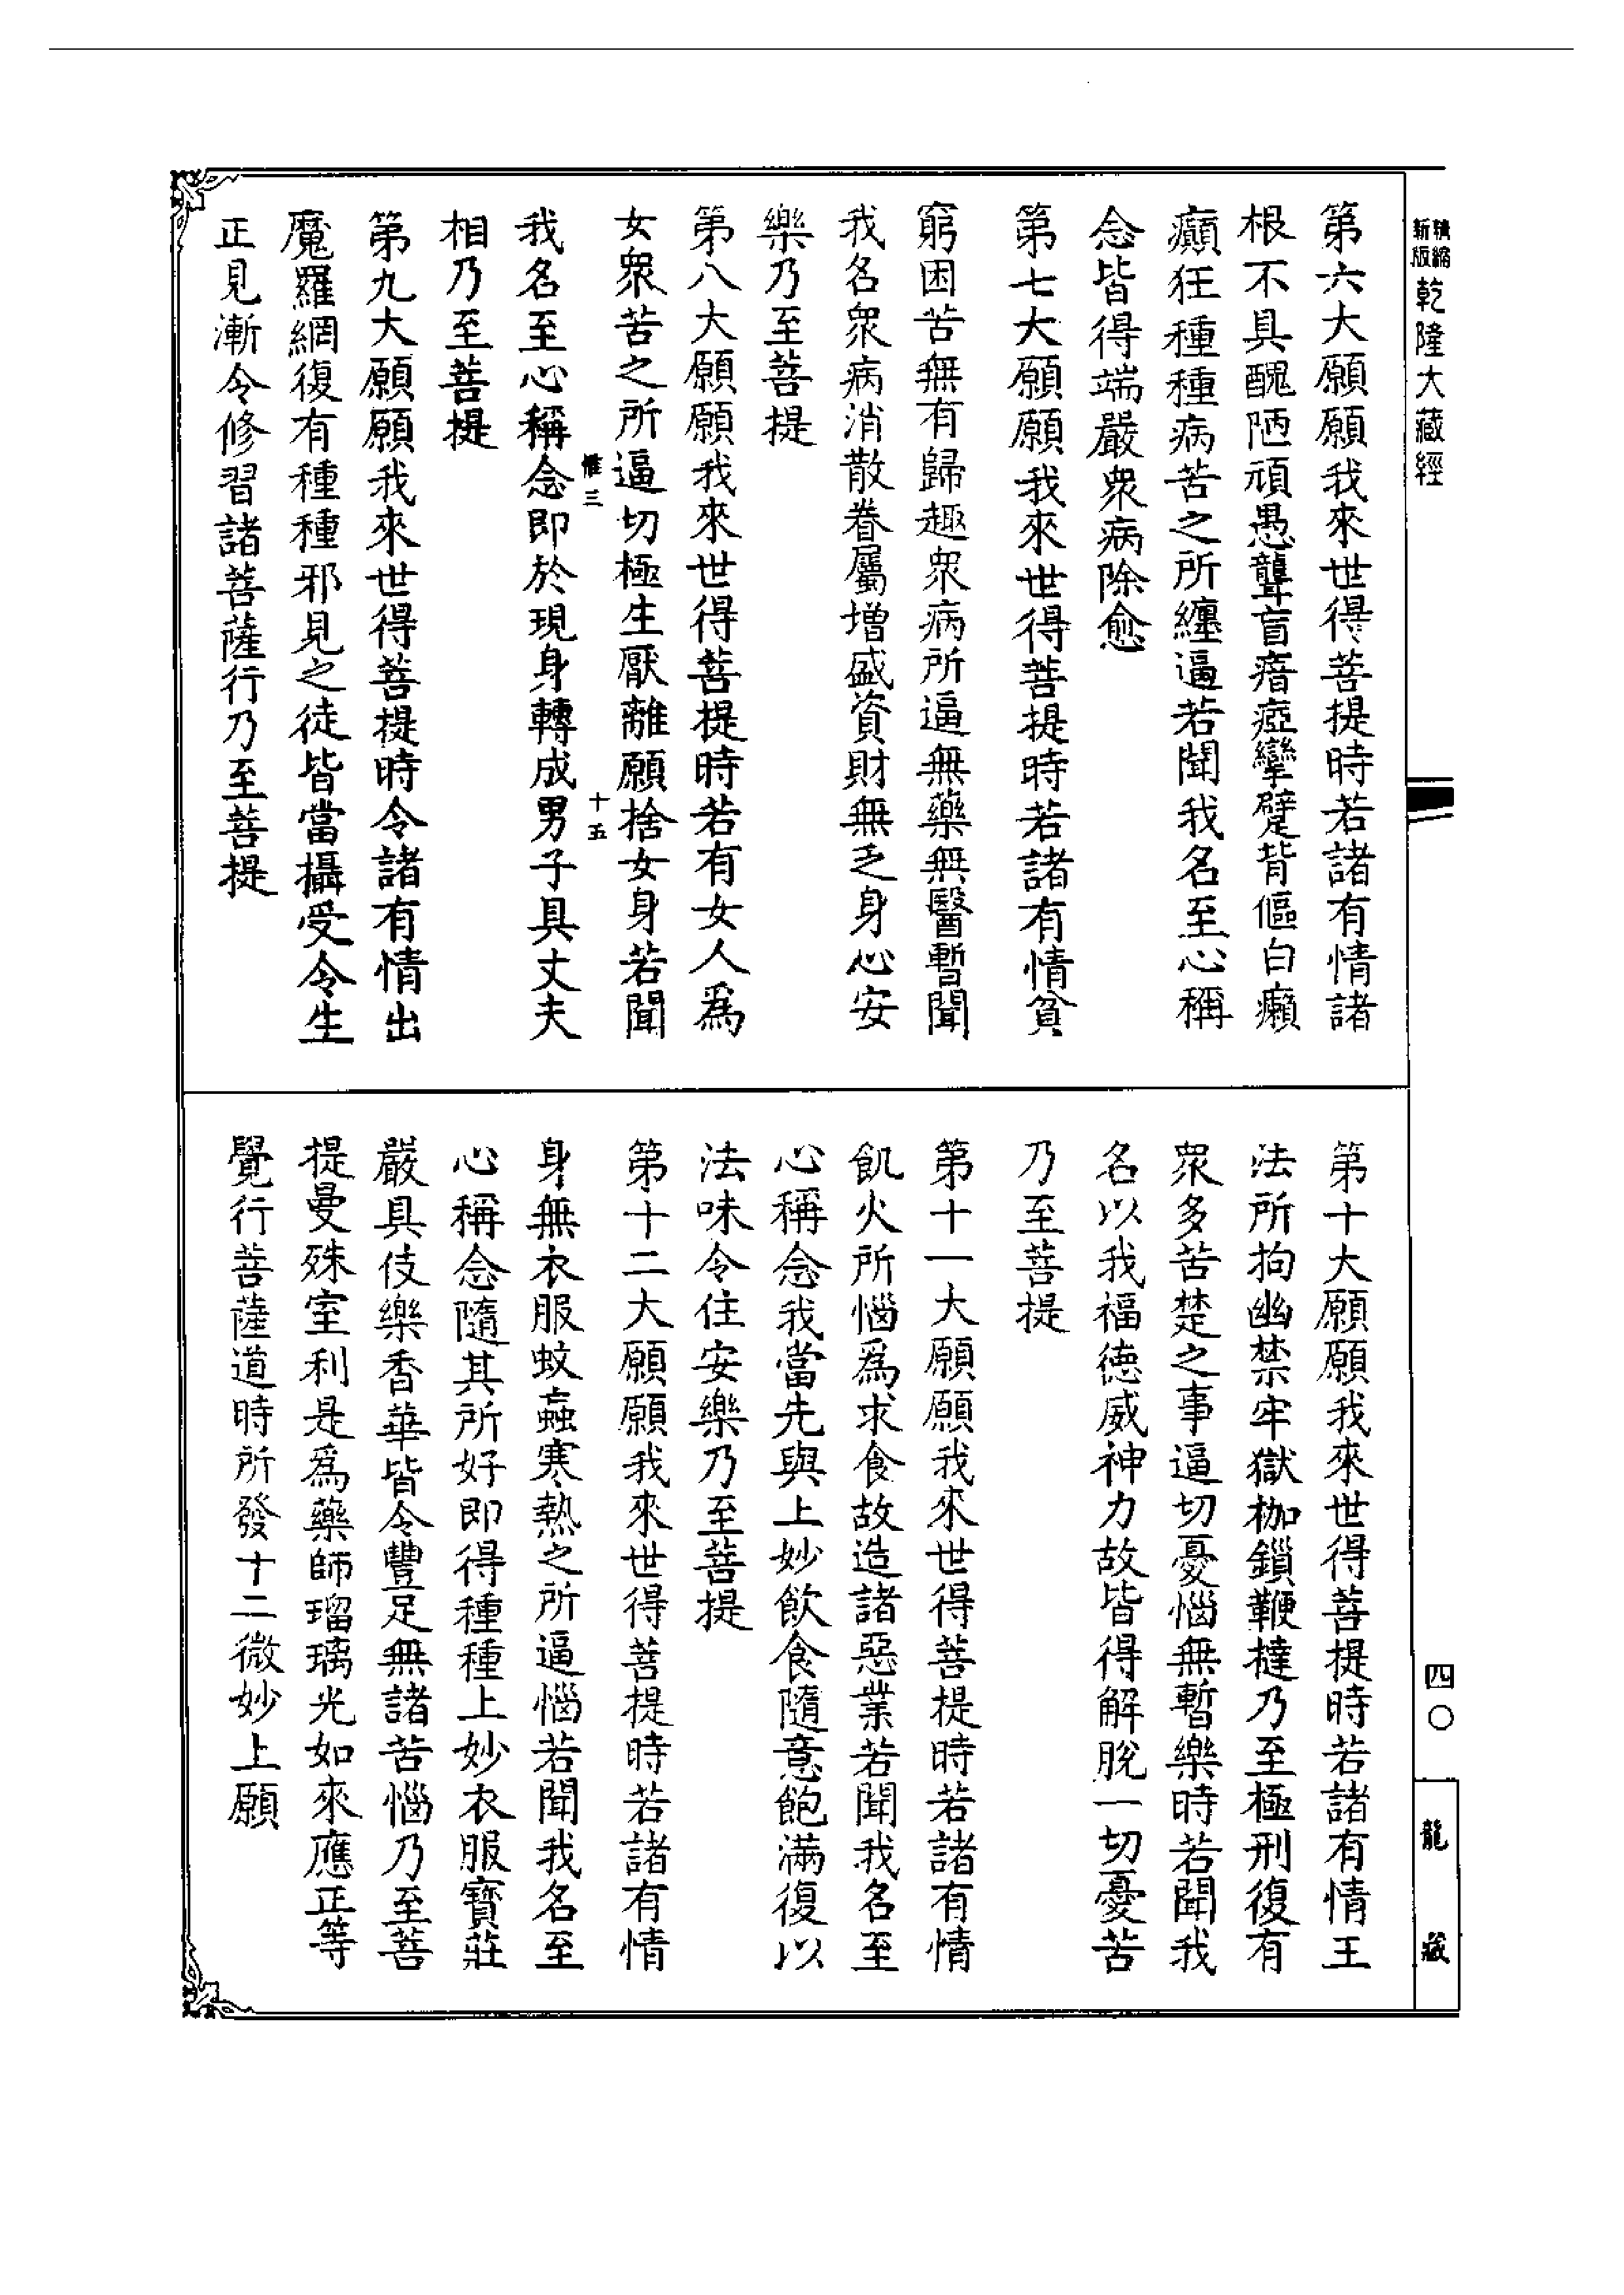 精縮
新版
乾隆大藏經
第六大願願我來世得菩提時若諸有情諸
根不具醜陋頑愚聾盲瘖瘂攣躄背傴白癩
癲狂種種病苦之所纏逼若聞我名至心稱
念皆得端嚴衆病除愈
第七大願願我來世得菩提時若諸有情貧
窮困苦無有歸趣衆病所逼無藥無醫暫聞
我名衆病消散眷屬增盛資財無乏身心安
樂乃至菩提
第八大願願我來世得菩提時若有女人爲
女衆苦之所逼切極生厭離願捨女身若聞
惟三
十五
我名至心稱念即於現身轉成男子具丈夫
相乃至菩提
第九大願願我來世得菩提時令諸有情出
魔羅網復有種種邪見之徒皆當攝受令生
正見漸令修習諸菩薩行乃至菩提
第十大願願我來世得菩提時若諸有情王
法所拘幽禁牢獄枷鎖鞭撻乃至極刑復有
衆多苦楚之事逼切憂惱無暫樂時若聞我
名以我福德威神力故皆得解脫一切憂苦
乃至菩提
第十一大願願我來世得菩提時若諸有情
飢火所惱爲求食故造諸惡業若聞我名至
心稱念我當先與上妙飲食隨意飽滿復以
法味令住安樂乃至菩提
第十二大願願我來世得菩提時若諸有情
身無衣服蚊蝱寒熱之所逼惱若聞我名至
心稱念隨其所好即得種種上妙衣服寶莊
嚴具伎樂香華皆令豐足無諸苦惱乃至菩
提曼殊室利是爲藥師瑠璃光如來應正等
覺行菩薩道時所發十二微妙上願
四〇
龍藏